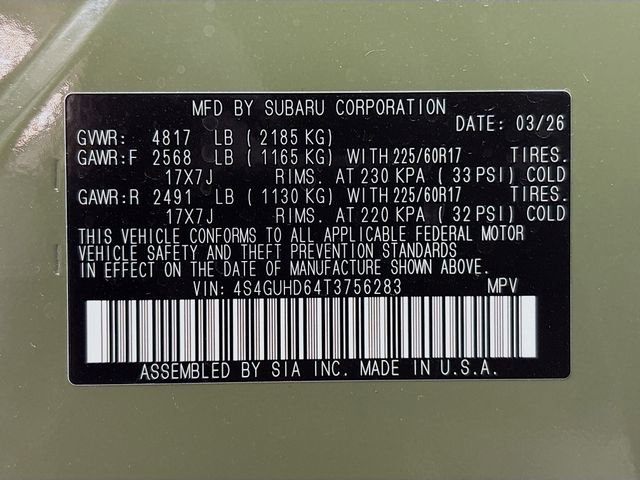 MFD BY SUBARU CORPORATION
DATE: 03/26
GVWR: 4817 LB (2185 KG)
GAWR:F 2568 LB (1165 KG) WITH 225/60R17 TIRES.
17X7J RIMS. AT 230 KPA (33 PSI) COLD
GAWR:R 2491 LB (1130 KG) WITH 225/60R17 TIRES.
17X7J RIMS. AT 220 KPA (32 PSI) COLD
THIS VEHICLE CONFORMS TO ALL APPLICABLE FEDERAL MOTOR
VEHICLE SAFETY AND THEFT PREVENTION STANDARDS
IN EFFECT ON THE DATE OF MANUFACTURE SHOWN ABOVE.
VIN: 4S4GUHD64T3756283 MPV
ASSEMBLED BY SIA INC. MADE IN U.S.A.